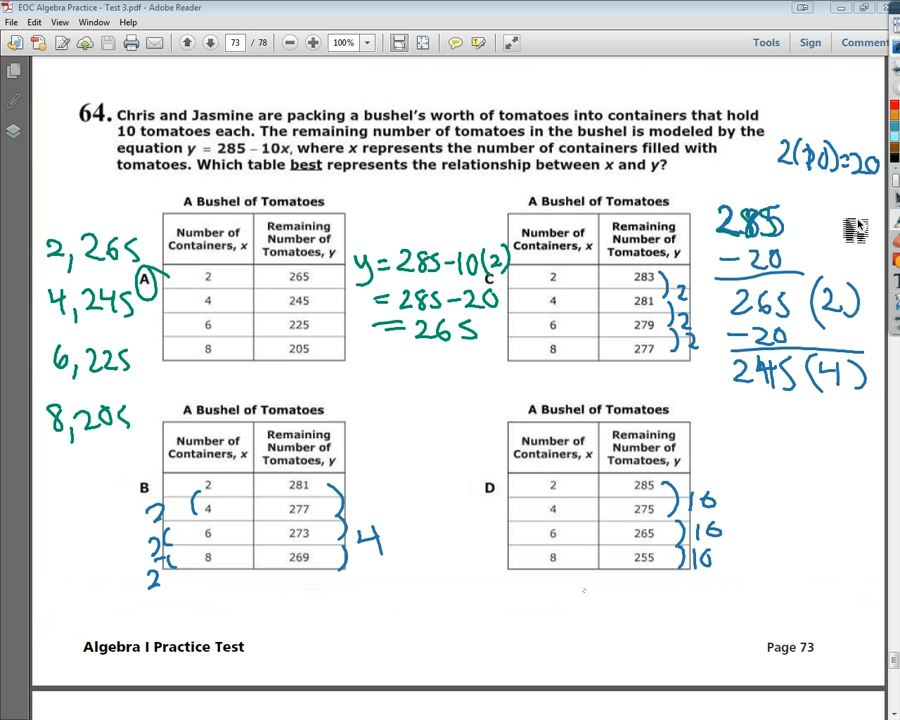 EOC Algebra Practice - Test 3.pdf - Adobe Reader
File Edit View Window Help
73 / 78 100% Tools Sign Comment
64. Chris and Jasmine are packing a bushel's worth of tomatoes into containers that hold
10 tomatoes each. The remaining number of tomatoes in the bushel is modeled by the
equation y = 285 – 10x, where x represents the number of containers filled with
tomatoes. Which table best represents the relationship between x and y?
2(10)=20
A Bushel of Tomatoes
Number of
Containers, x
Remaining
Number of
Tomatoes, y
A
2 265
4 245
6 225
8 205
2, 265
4, 245
6, 225
8, 205
y = 285-10(2)
= 285-20
= 265
A Bushel of Tomatoes
Number of
Containers, x
Remaining
Number of
Tomatoes, y
C
2 283
4 281
6 279
8 277
2
2
2
285
-20
265 (2)
-20
245 (4)
A Bushel of Tomatoes
Number of
Containers, x
Remaining
Number of
Tomatoes, y
B
2 281
4 277
6 273
8 269
2
2
2
4
A Bushel of Tomatoes
Number of
Containers, x
Remaining
Number of
Tomatoes, y
D
2 285
4 275
6 265
8 255
10
10
10
Algebra I Practice Test Page 73